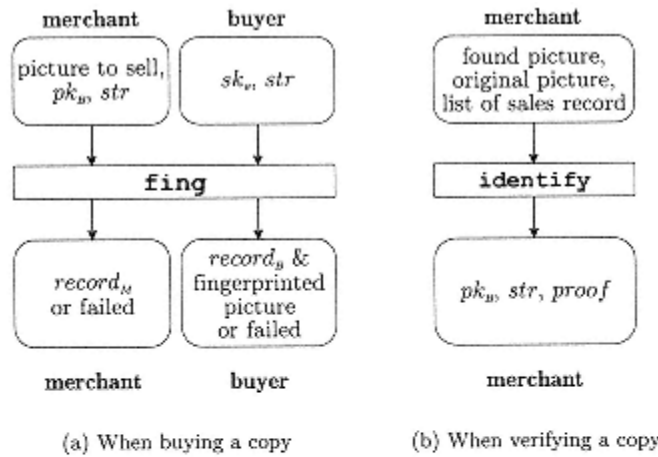 merchant
buyer
picture to sell,
pk_B, str
sk_B, str
fing
record_M
or failed
record_B &
fingerprinted
picture
or failed
merchant
buyer
(a) When buying a copy
merchant
found picture,
original picture,
list of sales record
identify
pk_B, str, proof
merchant
(b) When verifying a copy